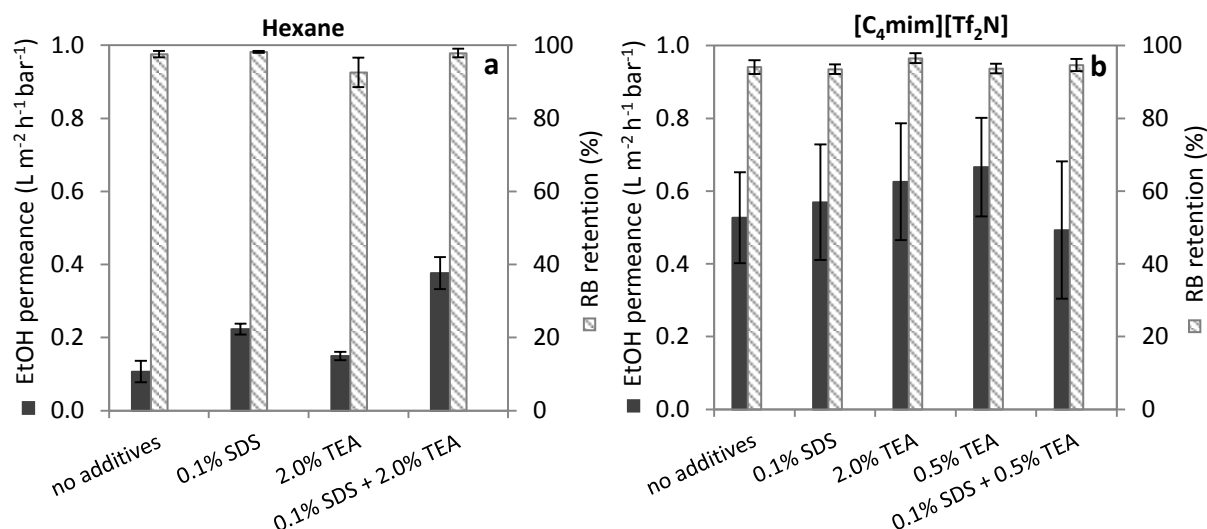 Hexane
a
EtOH permeance (L m⁻² h⁻¹ bar⁻¹)
1.0
0.8
0.6
0.4
0.2
0.0
100
80
60
40
20
0
RB retention (%)
no additives
0.1% SDS
2.0% TEA
0.1% SDS + 2.0% TEA
[C₄mim][Tf₂N]
b
EtOH permeance (L m⁻² h⁻¹ bar⁻¹)
1.0
0.8
0.6
0.4
0.2
0.0
100
80
60
40
20
0
RB retention (%)
no additives
0.1% SDS
2.0% TEA
0.5% TEA
0.1% SDS + 0.5% TEA